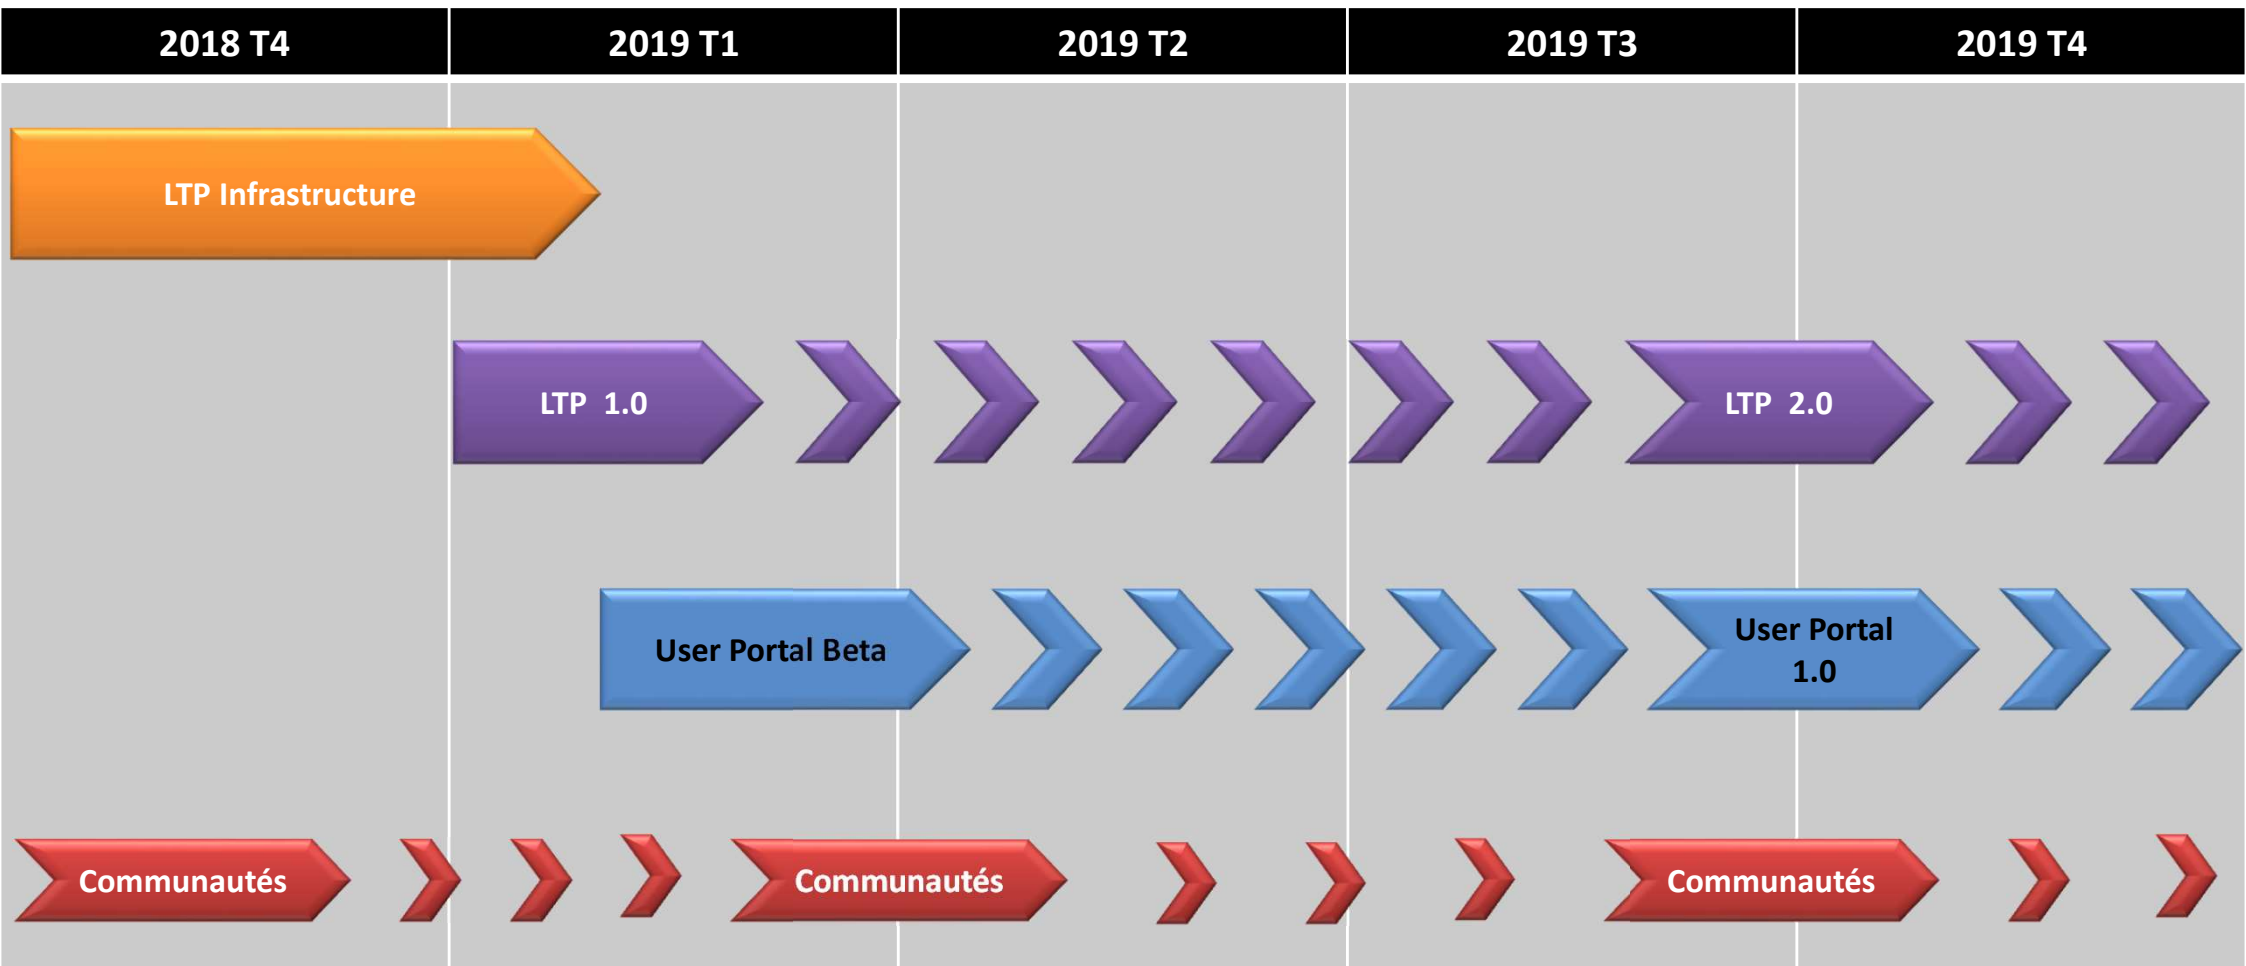 2018 T4
2019 T1
2019 T2
2019 T3
2019 T4
LTP Infrastructure
LTP 1.0
LTP 2.0
User Portal Beta
User Portal
1.0
Communautés
Communautés
Communautés